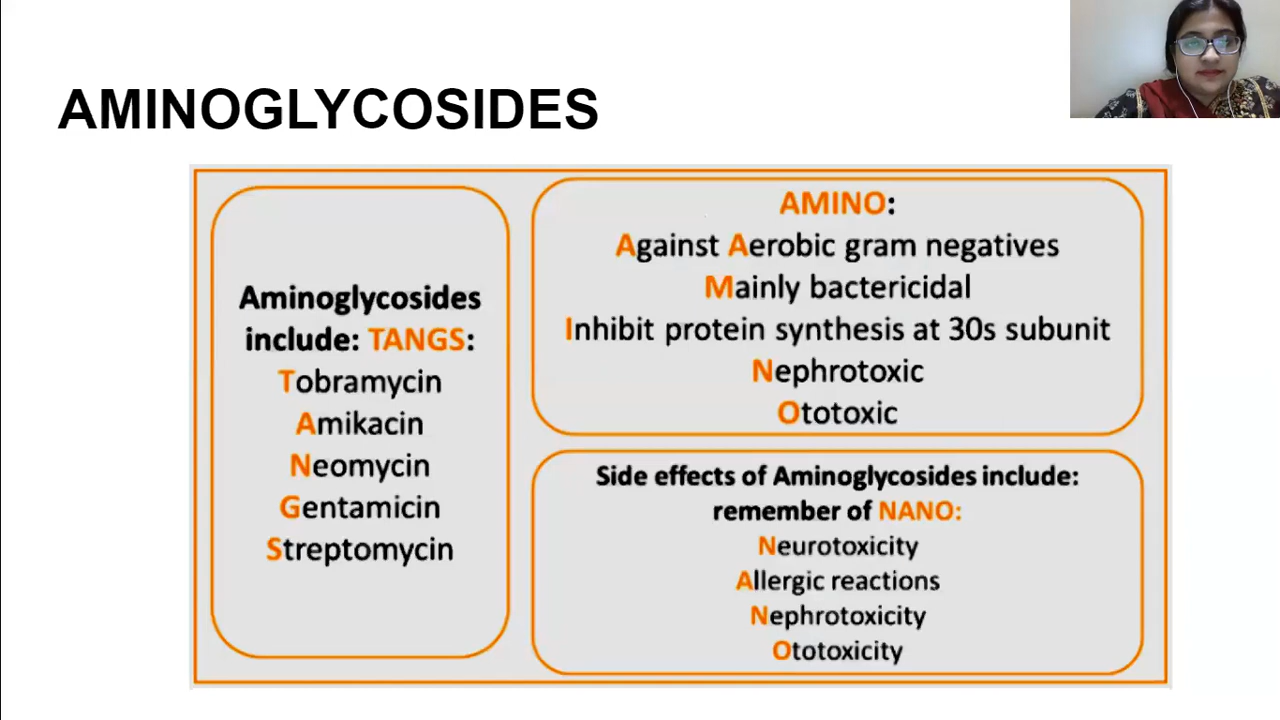 AMINOGLYCOSIDES
Aminoglycosides
include: TANGS:
Tobramycin
Amikacin
Neomycin
Gentamicin
Streptomycin
AMINO:
Against Aerobic gram negatives
Mainly bactericidal
Inhibit protein synthesis at 30s subunit
Nephrotoxic
Ototoxic
Side effects of Aminoglycosides include:
remember of NANO:
Neurotoxicity
Allergic reactions
Nephrotoxicity
Ototoxicity